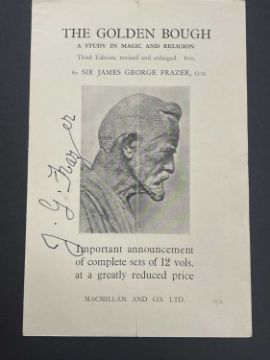 THE GOLDEN BOUGH
A STUDY IN MAGIC AND RELIGION
Third Edition, revised and enlarged. 8vo.
By SIR JAMES GEORGE FRAZER, O.M.
J. G. Frazer
Important announcement
of complete sets of 12 vols.
at a greatly reduced price
MACMILLAN AND CO. LTD.